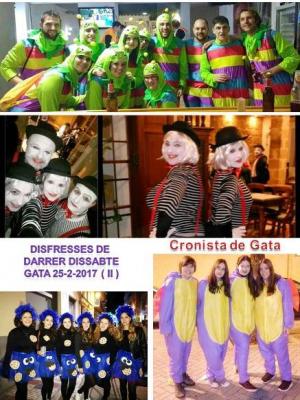 DISFRESSES DE
DARRER DISSABTE
GATA 25-2-2017 ( II )
Cronista de Gata